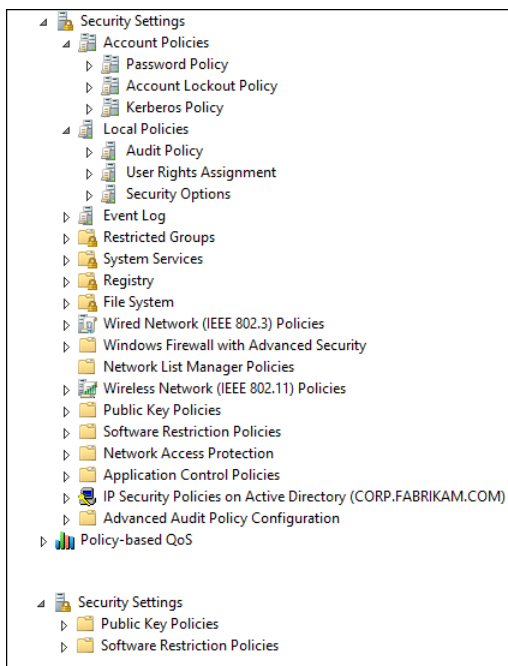 Security Settings
Account Policies
Password Policy
Account Lockout Policy
Kerberos Policy
Local Policies
Audit Policy
User Rights Assignment
Security Options
Event Log
Restricted Groups
System Services
Registry
File System
Wired Network (IEEE 802.3) Policies
Windows Firewall with Advanced Security
Network List Manager Policies
Wireless Network (IEEE 802.11) Policies
Public Key Policies
Software Restriction Policies
Network Access Protection
Application Control Policies
IP Security Policies on Active Directory (CORP.FABRIKAM.COM)
Advanced Audit Policy Configuration
Policy-based QoS
Security Settings
Public Key Policies
Software Restriction Policies